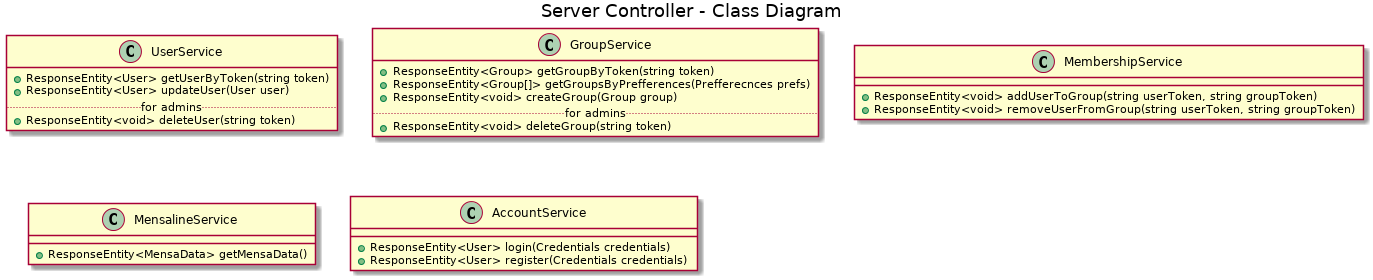 Server Controller - Class Diagram
C UserService
ResponseEntity<User> getUserByToken(string token)
ResponseEntity<User> updateUser(User user)
for admins
ResponseEntity<void> deleteUser(string token)
C GroupService
ResponseEntity<Group> getGroupByToken(string token)
ResponseEntity<Group[]> getGroupsByPrefferences(Prefferecnces prefs)
ResponseEntity<void> createGroup(Group group)
for admins
ResponseEntity<void> deleteGroup(string token)
C MembershipService
ResponseEntity<void> addUserToGroup(string userToken, string groupToken)
ResponseEntity<void> removeUserFromGroup(string userToken, string groupToken)
C MensalineService
ResponseEntity<MensaData> getMensaData()
C AccountService
ResponseEntity<User> login(Credentials credentials)
ResponseEntity<User> register(Credentials credentials)